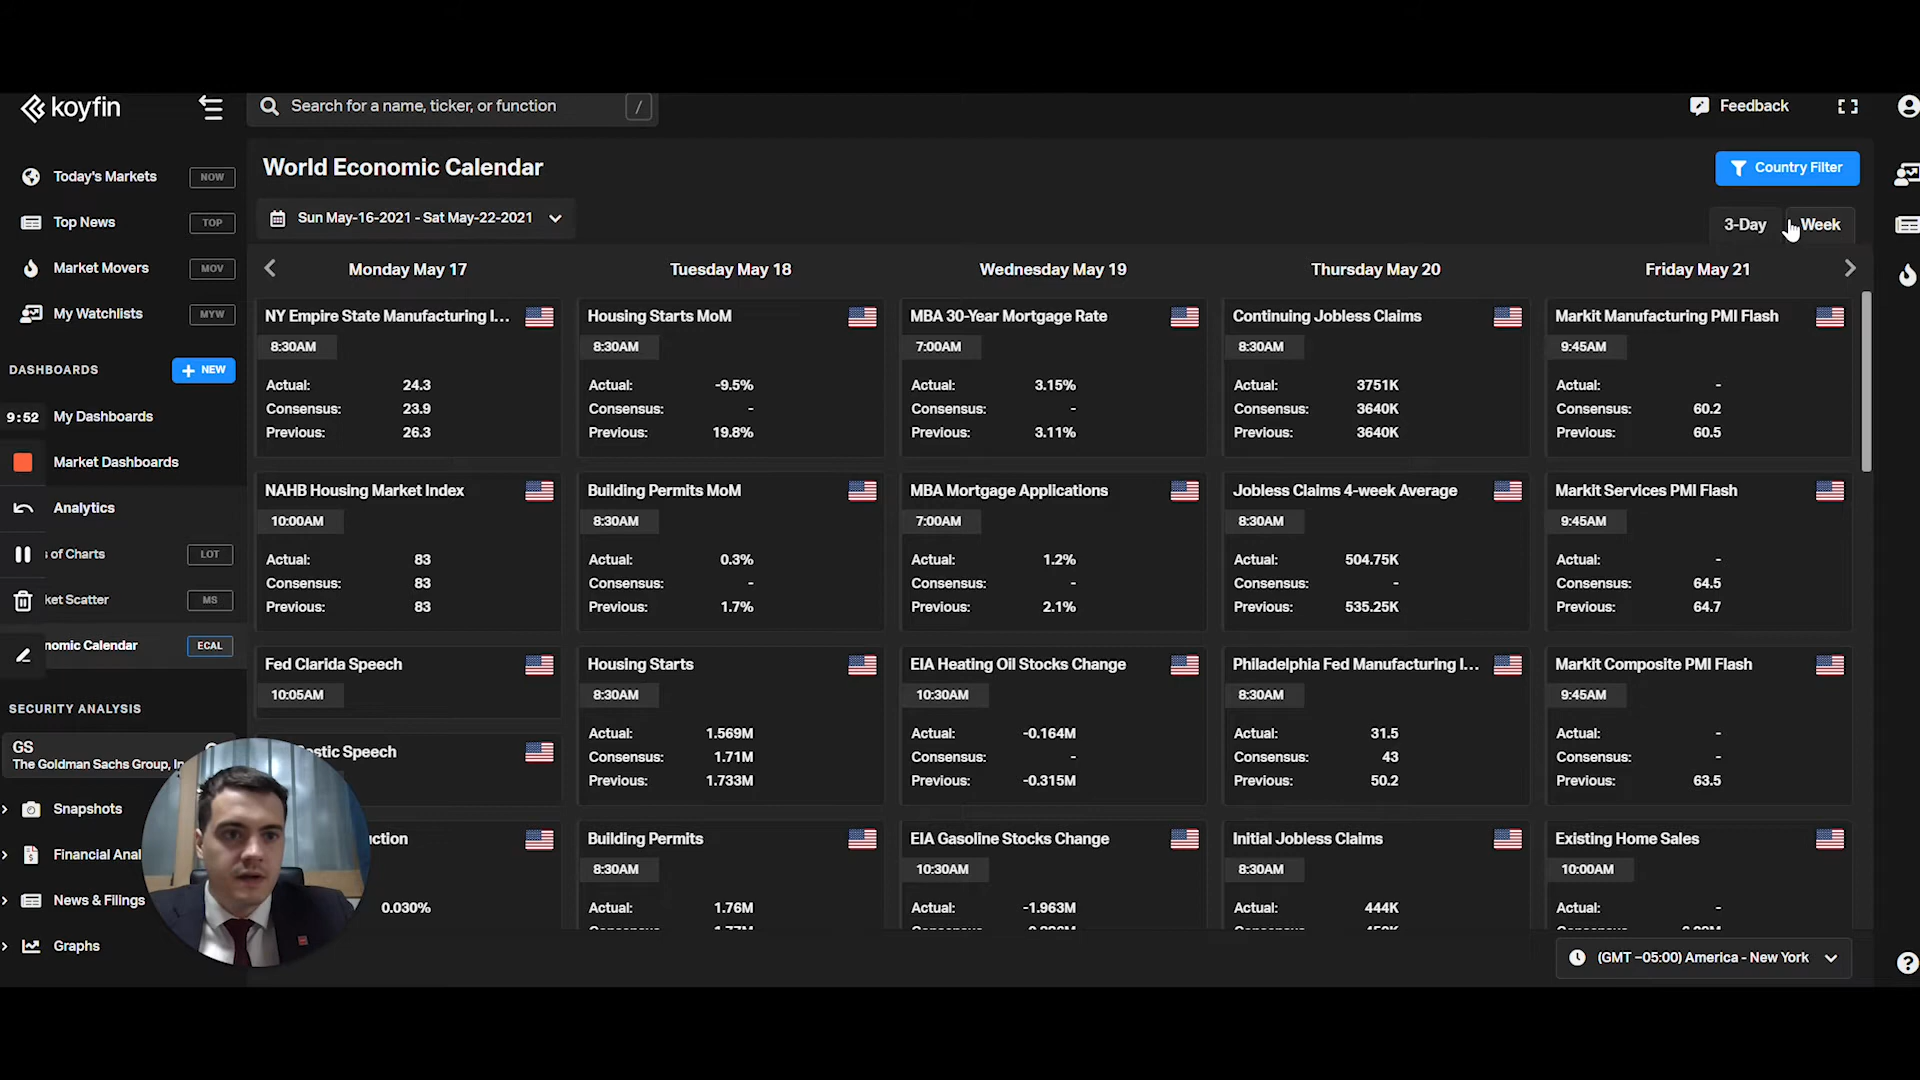 koyfin
Search for a name, ticker, or function
/
Feedback
Today's Markets NOW
Top News TOP
Market Movers MOV
My Watchlists MYW
DASHBOARDS
NEW
9:52
My Dashboards
Market Dashboards
Analytics
s of Charts LOT
ket Scatter MS
nomic Calendar ECAL
SECURITY ANALYSIS
GS
The Goldman Sachs Group, In
Snapshots
Financial Anal
News & Filings
Graphs
World Economic Calendar
Country Filter
Sun May-16-2021 - Sat May-22-2021
3-Day
Week
Monday May 17
NY Empire State Manufacturing I...
8:30AM
Actual: 24.3
Consensus: 23.9
Previous: 26.3
NAHB Housing Market Index
10:00AM
Actual: 83
Consensus: 83
Previous: 83
Fed Clarida Speech
10:05AM
ostic Speech
uction
0.030%
Tuesday May 18
Housing Starts MoM
8:30AM
Actual: -9.5%
Consensus: -
Previous: 19.8%
Building Permits MoM
8:30AM
Actual: 0.3%
Consensus: -
Previous: 1.7%
Housing Starts
8:30AM
Actual: 1.569M
Consensus: 1.71M
Previous: 1.733M
Building Permits
8:30AM
Actual: 1.76M
Consensus: 1.77M
Wednesday May 19
MBA 30-Year Mortgage Rate
7:00AM
Actual: 3.15%
Consensus: -
Previous: 3.11%
MBA Mortgage Applications
7:00AM
Actual: 1.2%
Consensus: -
Previous: 2.1%
EIA Heating Oil Stocks Change
10:30AM
Actual: -0.164M
Consensus: -
Previous: -0.315M
EIA Gasoline Stocks Change
10:30AM
Actual: -1.963M
Consensus:
Thursday May 20
Continuing Jobless Claims
8:30AM
Actual: 3751K
Consensus: 3640K
Previous: 3640K
Jobless Claims 4-week Average
8:30AM
Actual: 504.75K
Consensus: -
Previous: 535.25K
Philadelphia Fed Manufacturing I...
8:30AM
Actual: 31.5
Consensus: 43
Previous: 50.2
Initial Jobless Claims
8:30AM
Actual: 444K
Consensus:
Friday May 21
Markit Manufacturing PMI Flash
9:45AM
Actual: -
Consensus: 60.2
Previous: 60.5
Markit Services PMI Flash
9:45AM
Actual: -
Consensus: 64.5
Previous: 64.7
Markit Composite PMI Flash
9:45AM
Actual: -
Consensus: -
Previous: 63.5
Existing Home Sales
10:00AM
Actual: -
Consensus:
(GMT -05:00) America - New York
?